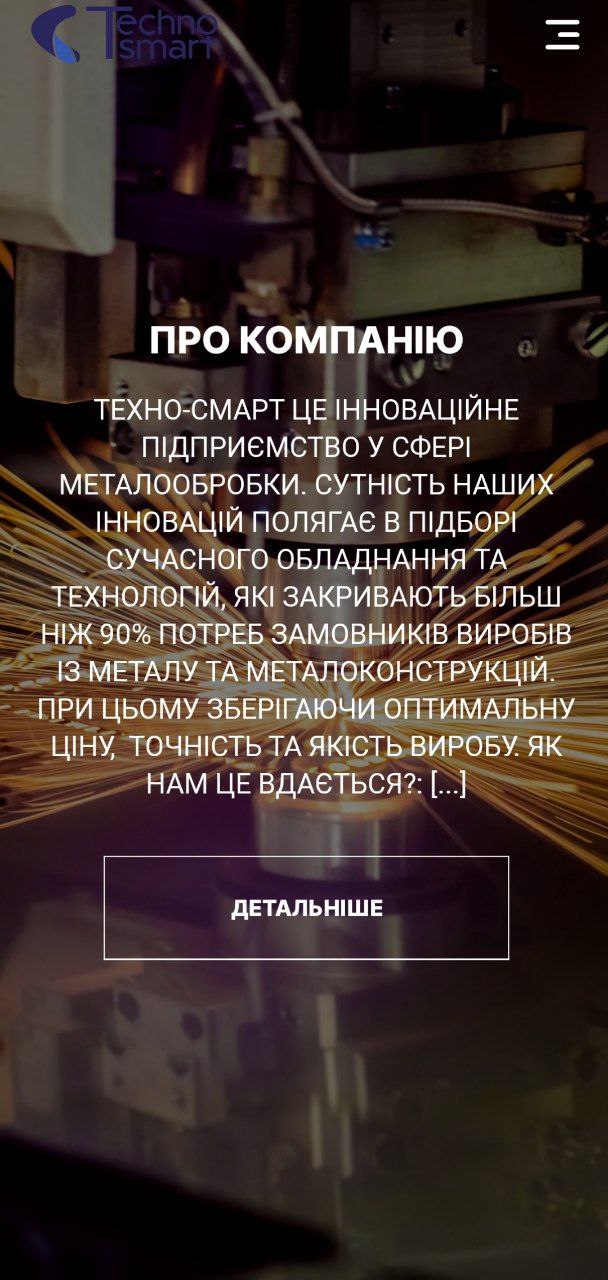 Techno
smart
ПРО КОМПАНІЮ
ТЕХНО-СМАРТ ЦЕ ІННОВАЦІЙНЕ
ПІДПРИЄМСТВО У СФЕРІ
МЕТАЛООБРОБКИ. СУТНІСТЬ НАШИХ
ІННОВАЦІЙ ПОЛЯГАЄ В ПІДБОРІ
СУЧАСНОГО ОБЛАДНАННЯ ТА
ТЕХНОЛОГІЙ, ЯКІ ЗАКРИВАЮТЬ БІЛЬШ
НІЖ 90% ПОТРЕБ ЗАМОВНИКІВ ВИРОБІВ
ІЗ МЕТАЛУ ТА МЕТАЛОКОНСТРУКЦІЙ.
ПРИ ЦЬОМУ ЗБЕРІГАЮЧИ ОПТИМАЛЬНУ
ЦІНУ, ТОЧНІСТЬ ТА ЯКІСТЬ ВИРОБУ. ЯК
НАМ ЦЕ ВДАЄТЬСЯ?: [...]
ДЕТАЛЬНІШЕ